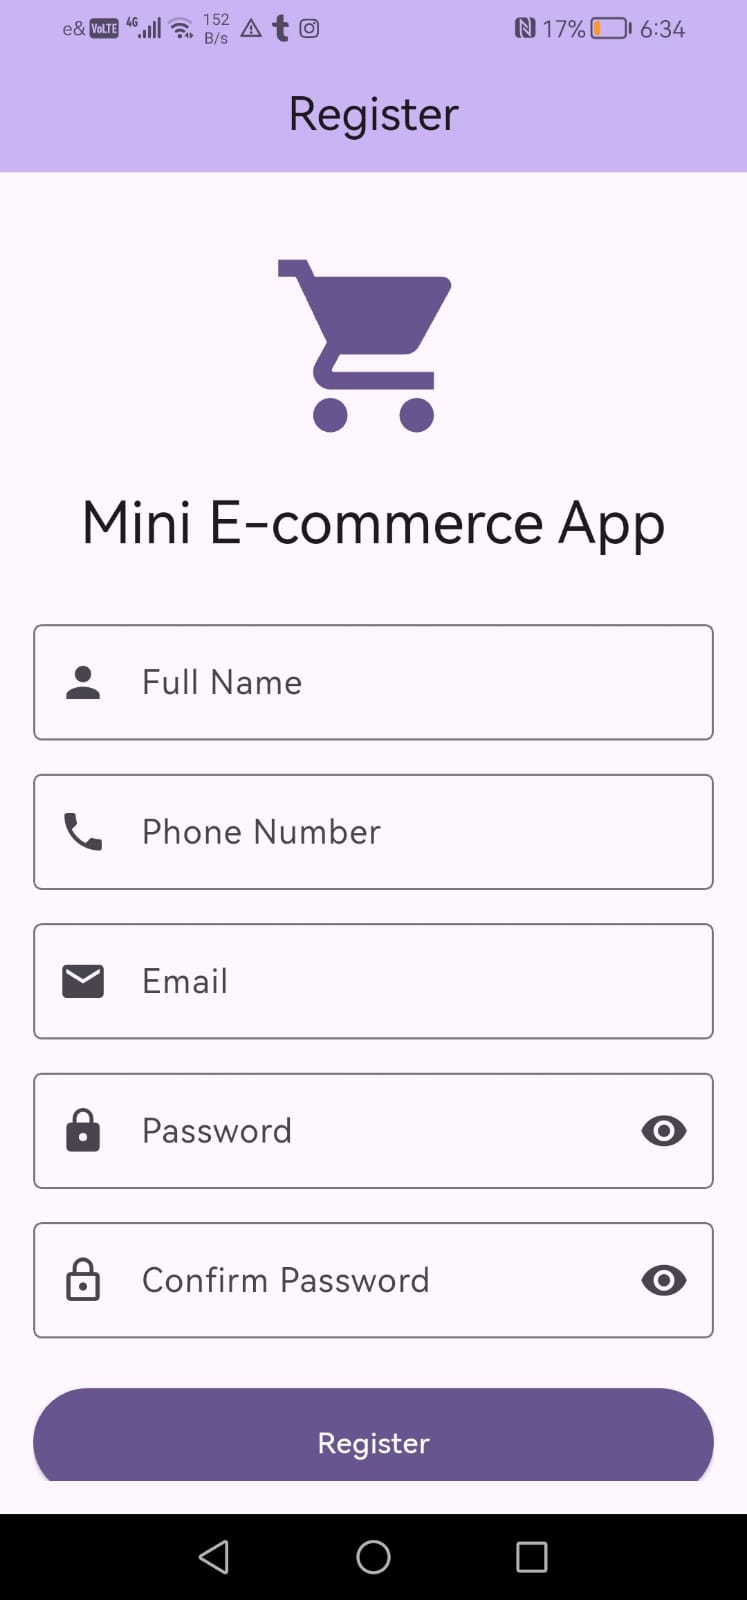 e& VoLTE 4G 152 B/s 17% 6:34
Register
Mini E-commerce App
Full Name
Phone Number
Email
Password
Confirm Password
Register